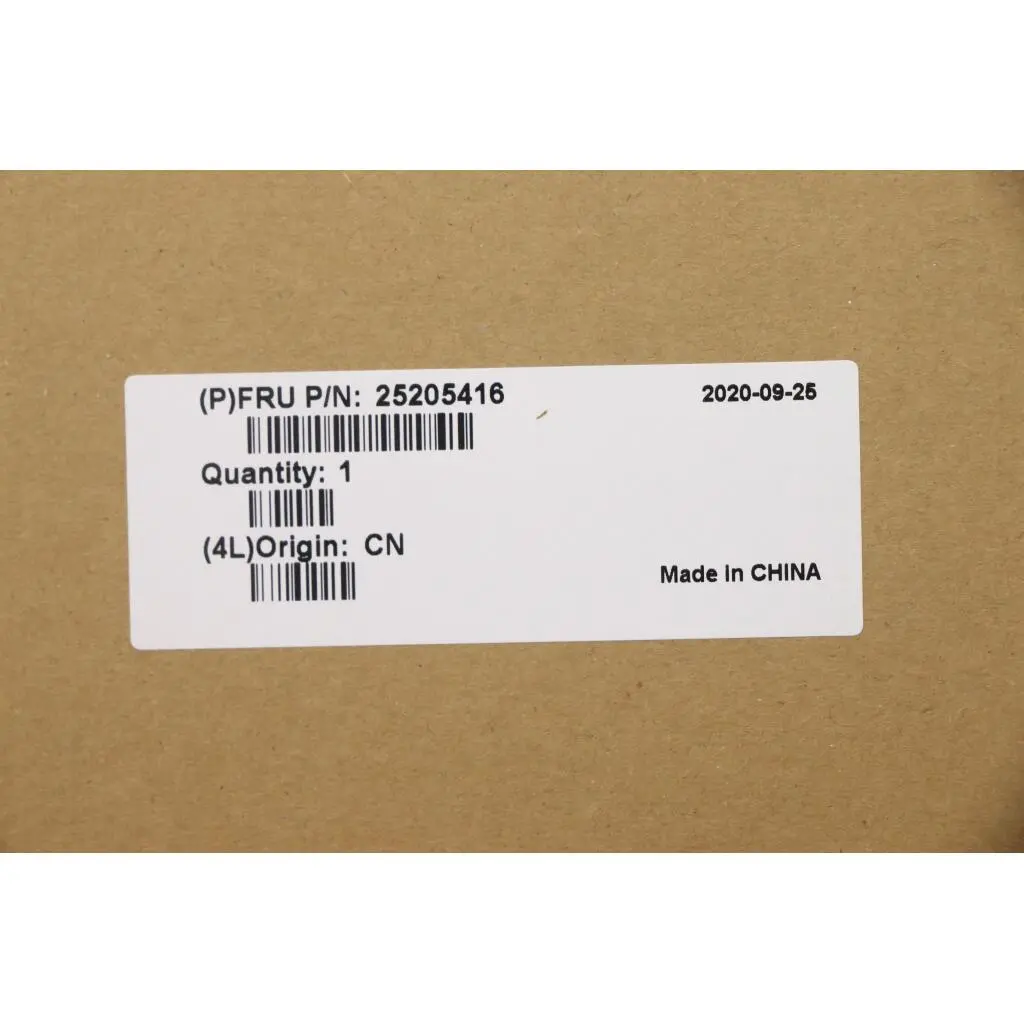 (P)FRU P/N: 25205416
2020-09-25
Quantity: 1
(4L)Origin: CN
Made in CHINA